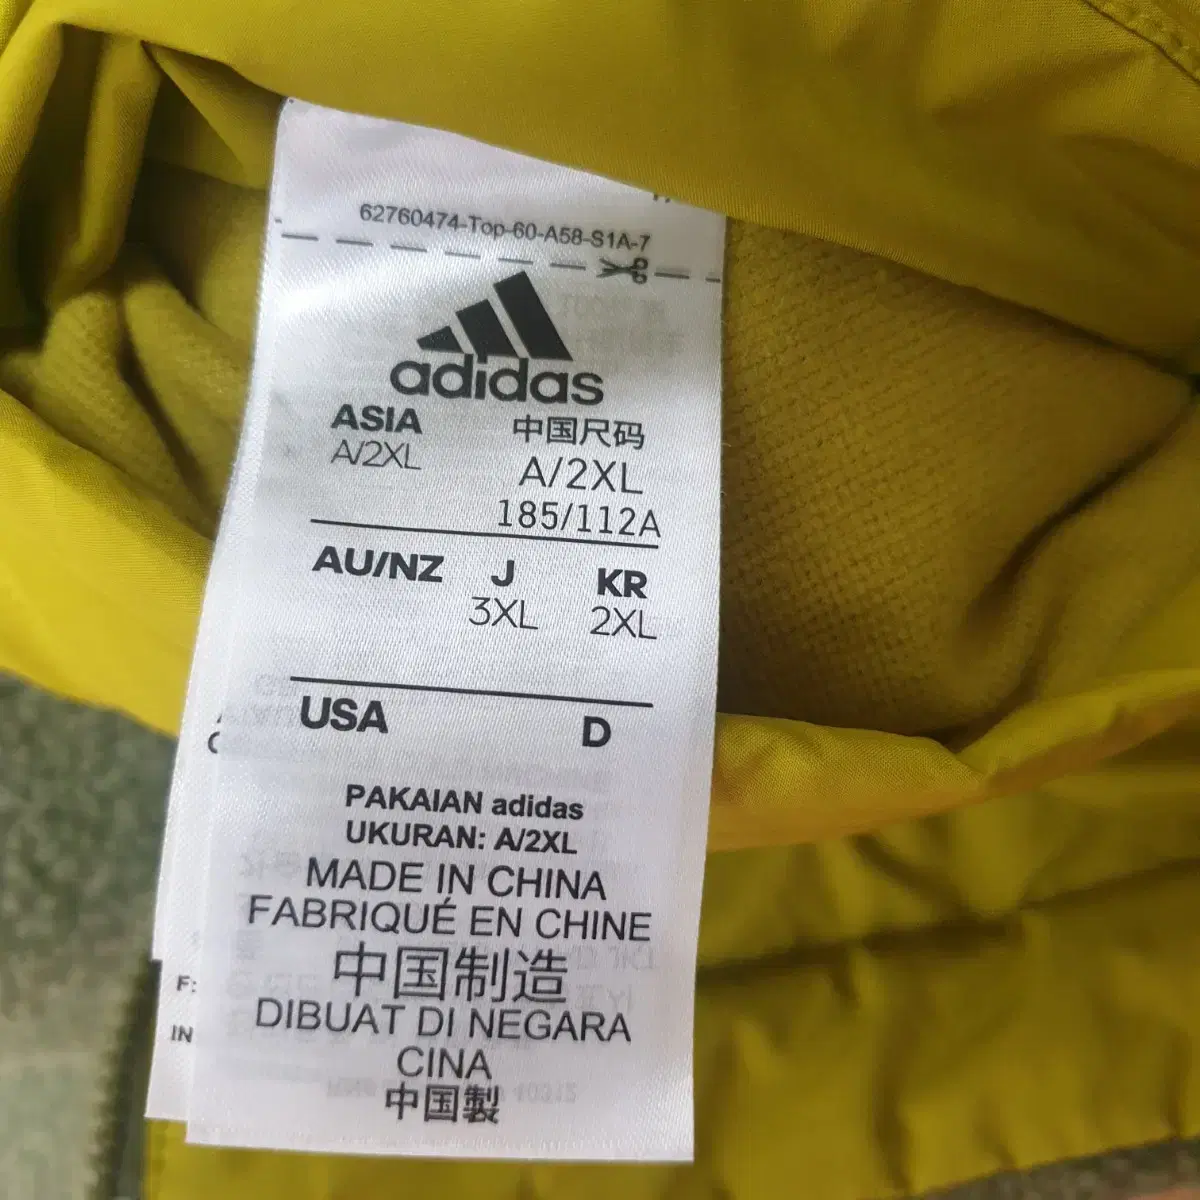 62760474-Top-60-A58-S1A-7
adidas
ASIA 中国尺码
A/2XL A/2XL
185/112A
AU/NZ J KR
3XL 2XL
USA D
PAKAIAN adidas
UKURAN: A/2XL
MADE IN CHINA
FABRIQUÉ EN CHINE
中国制造
DIBUAT DI NEGARA
CINA
中国製
F:
IN